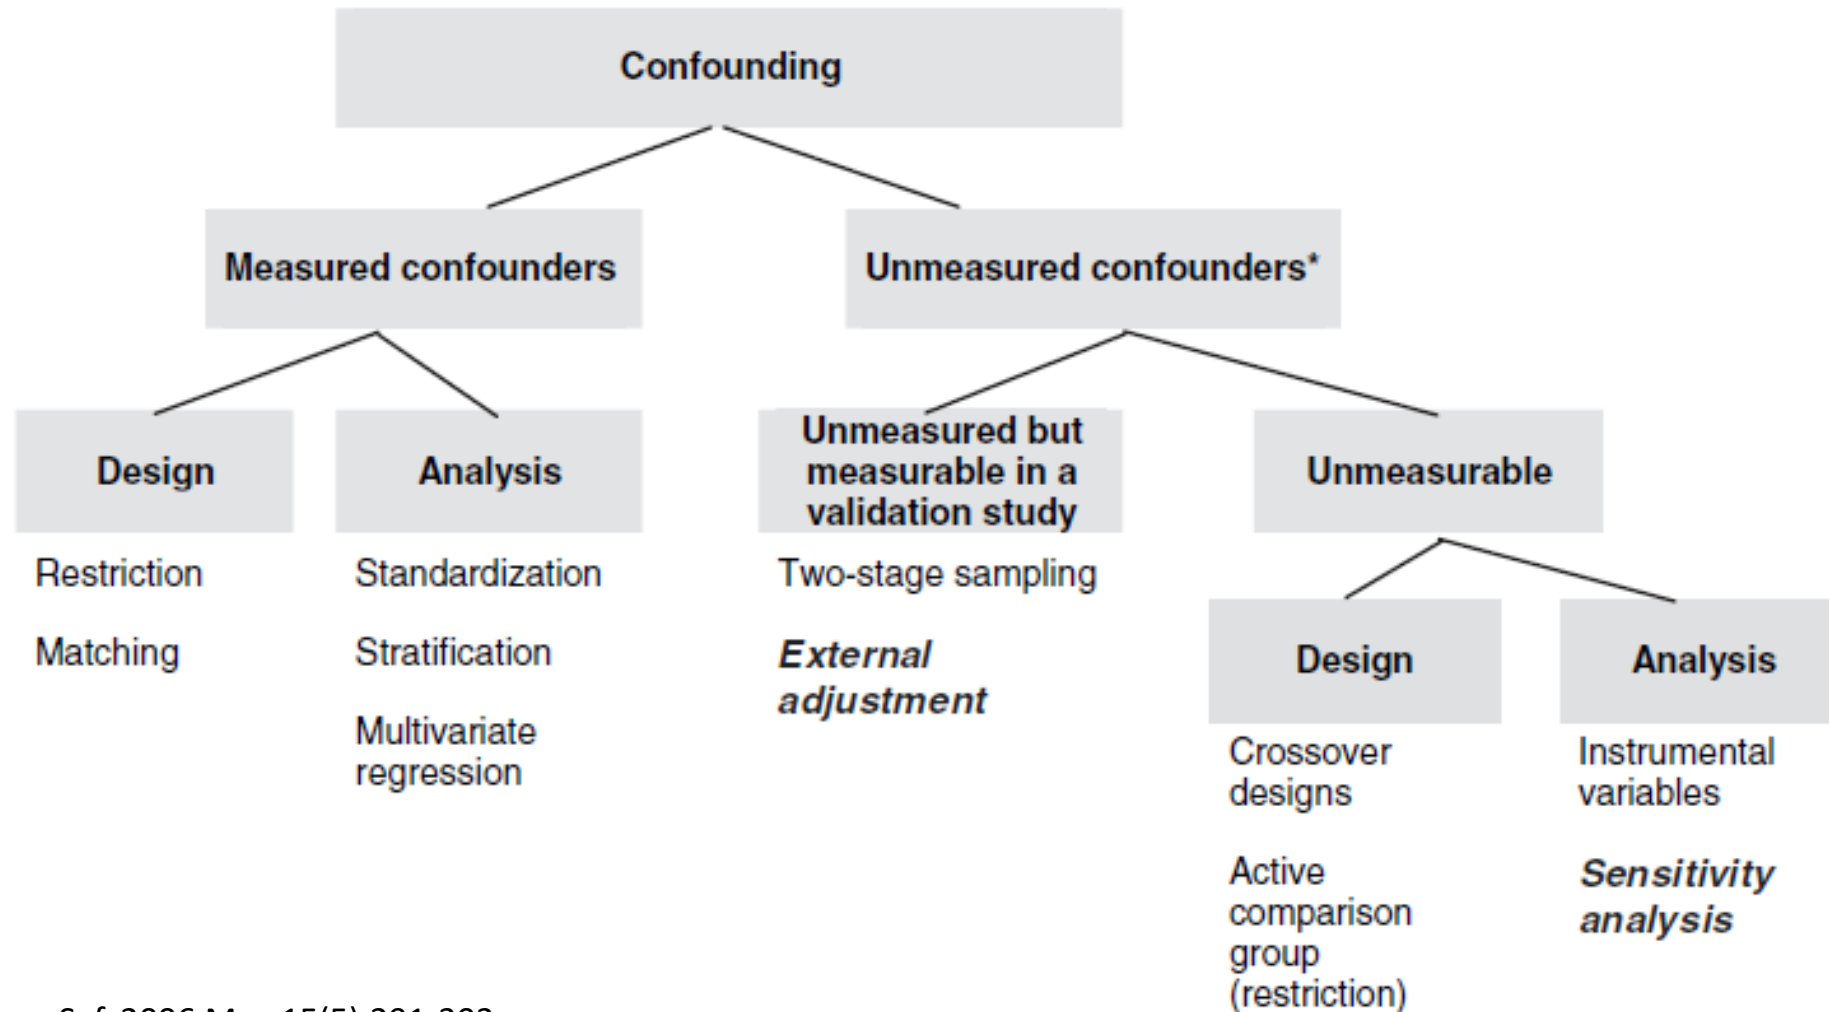 Confounding
Measured confounders
Unmeasured confounders*
Design
Analysis
Unmeasured but
measurable in a
validation study
Unmeasurable
Restriction
Matching
Standardization
Stratification
Multivariate
regression
Two-stage sampling
External
adjustment
Design
Analysis
Crossover
designs
Active
comparison
group
(restriction)
Instrumental
variables
Sensitivity
analysis